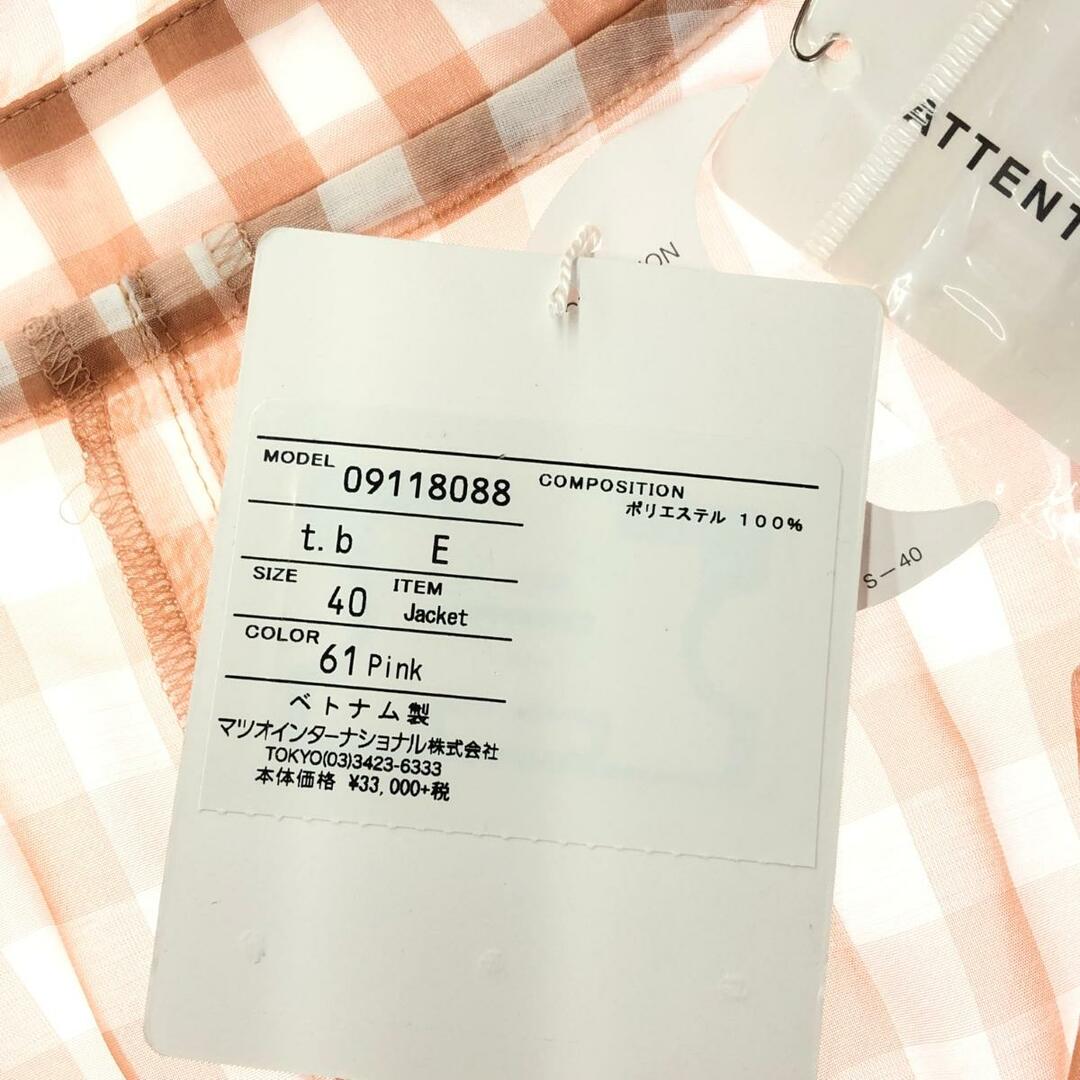 ATTENT
ION
MODEL 09118088
COMPOSITION
ポリエステル 100%
t.b E
SIZE 40 ITEM Jacket
COLOR 61 Pink
ベトナム製
マツオインターナショナル株式会社
TOKYO(03)3423-6333
本体価格 ¥33,000+税
S-40